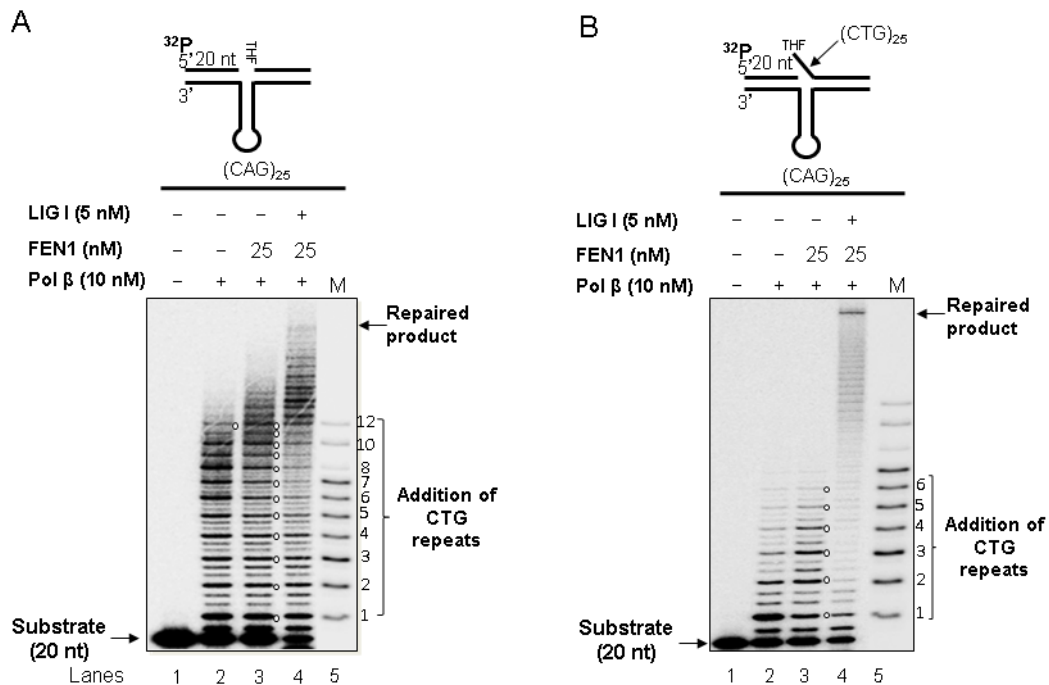 A
32P
5’
20 nt
THF
3’
(CAG)25
LIG I (5 nM) – – – +
FEN1 (nM) – – 25 25
Pol β (10 nM) – + + + M
Repaired
product
12
10
8
7
6
5
4
3
2
1
Addition of
CTG
repeats
Substrate
(20 nt)
Lanes 1 2 3 4 5
B
(CTG)25
32P
5’
20 nt
THF
3’
(CAG)25
LIG I (5 nM) – – – +
FEN1 (nM) – – 25 25
Pol β (10 nM) – + + + M
Repaired
product
6
5
4
3
2
1
Addition of
CTG
repeats
Substrate
(20 nt)
1 2 3 4 5